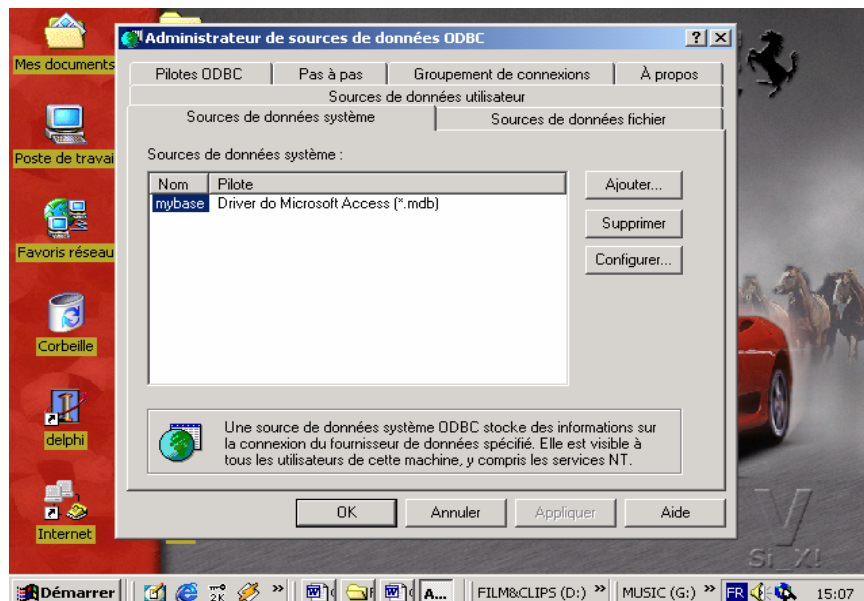 Administrateur de sources de données ODBC
Pilotes ODBC
Pas à pas
Groupement de connexions
À propos
Sources de données utilisateur
Sources de données système
Sources de données fichier
Sources de données système :
Nom Pilote
mybase Driver do Microsoft Access (*.mdb)
Ajouter...
Supprimer
Configurer...
Une source de données système ODBC stocke des informations sur
la connexion du fournisseur de données spécifié. Elle est visible à
tous les utilisateurs de cette machine, y compris les services NT.
OK
Annuler
Appliquer
Aide
Mes documents
Poste de travai
Favoris réseau
Corbeille
delphi
Internet
Si_X!
Démarrer
2K
»
A...
FILM&CLIPS (D:) »
MUSIC (G:) »
FR
15:07